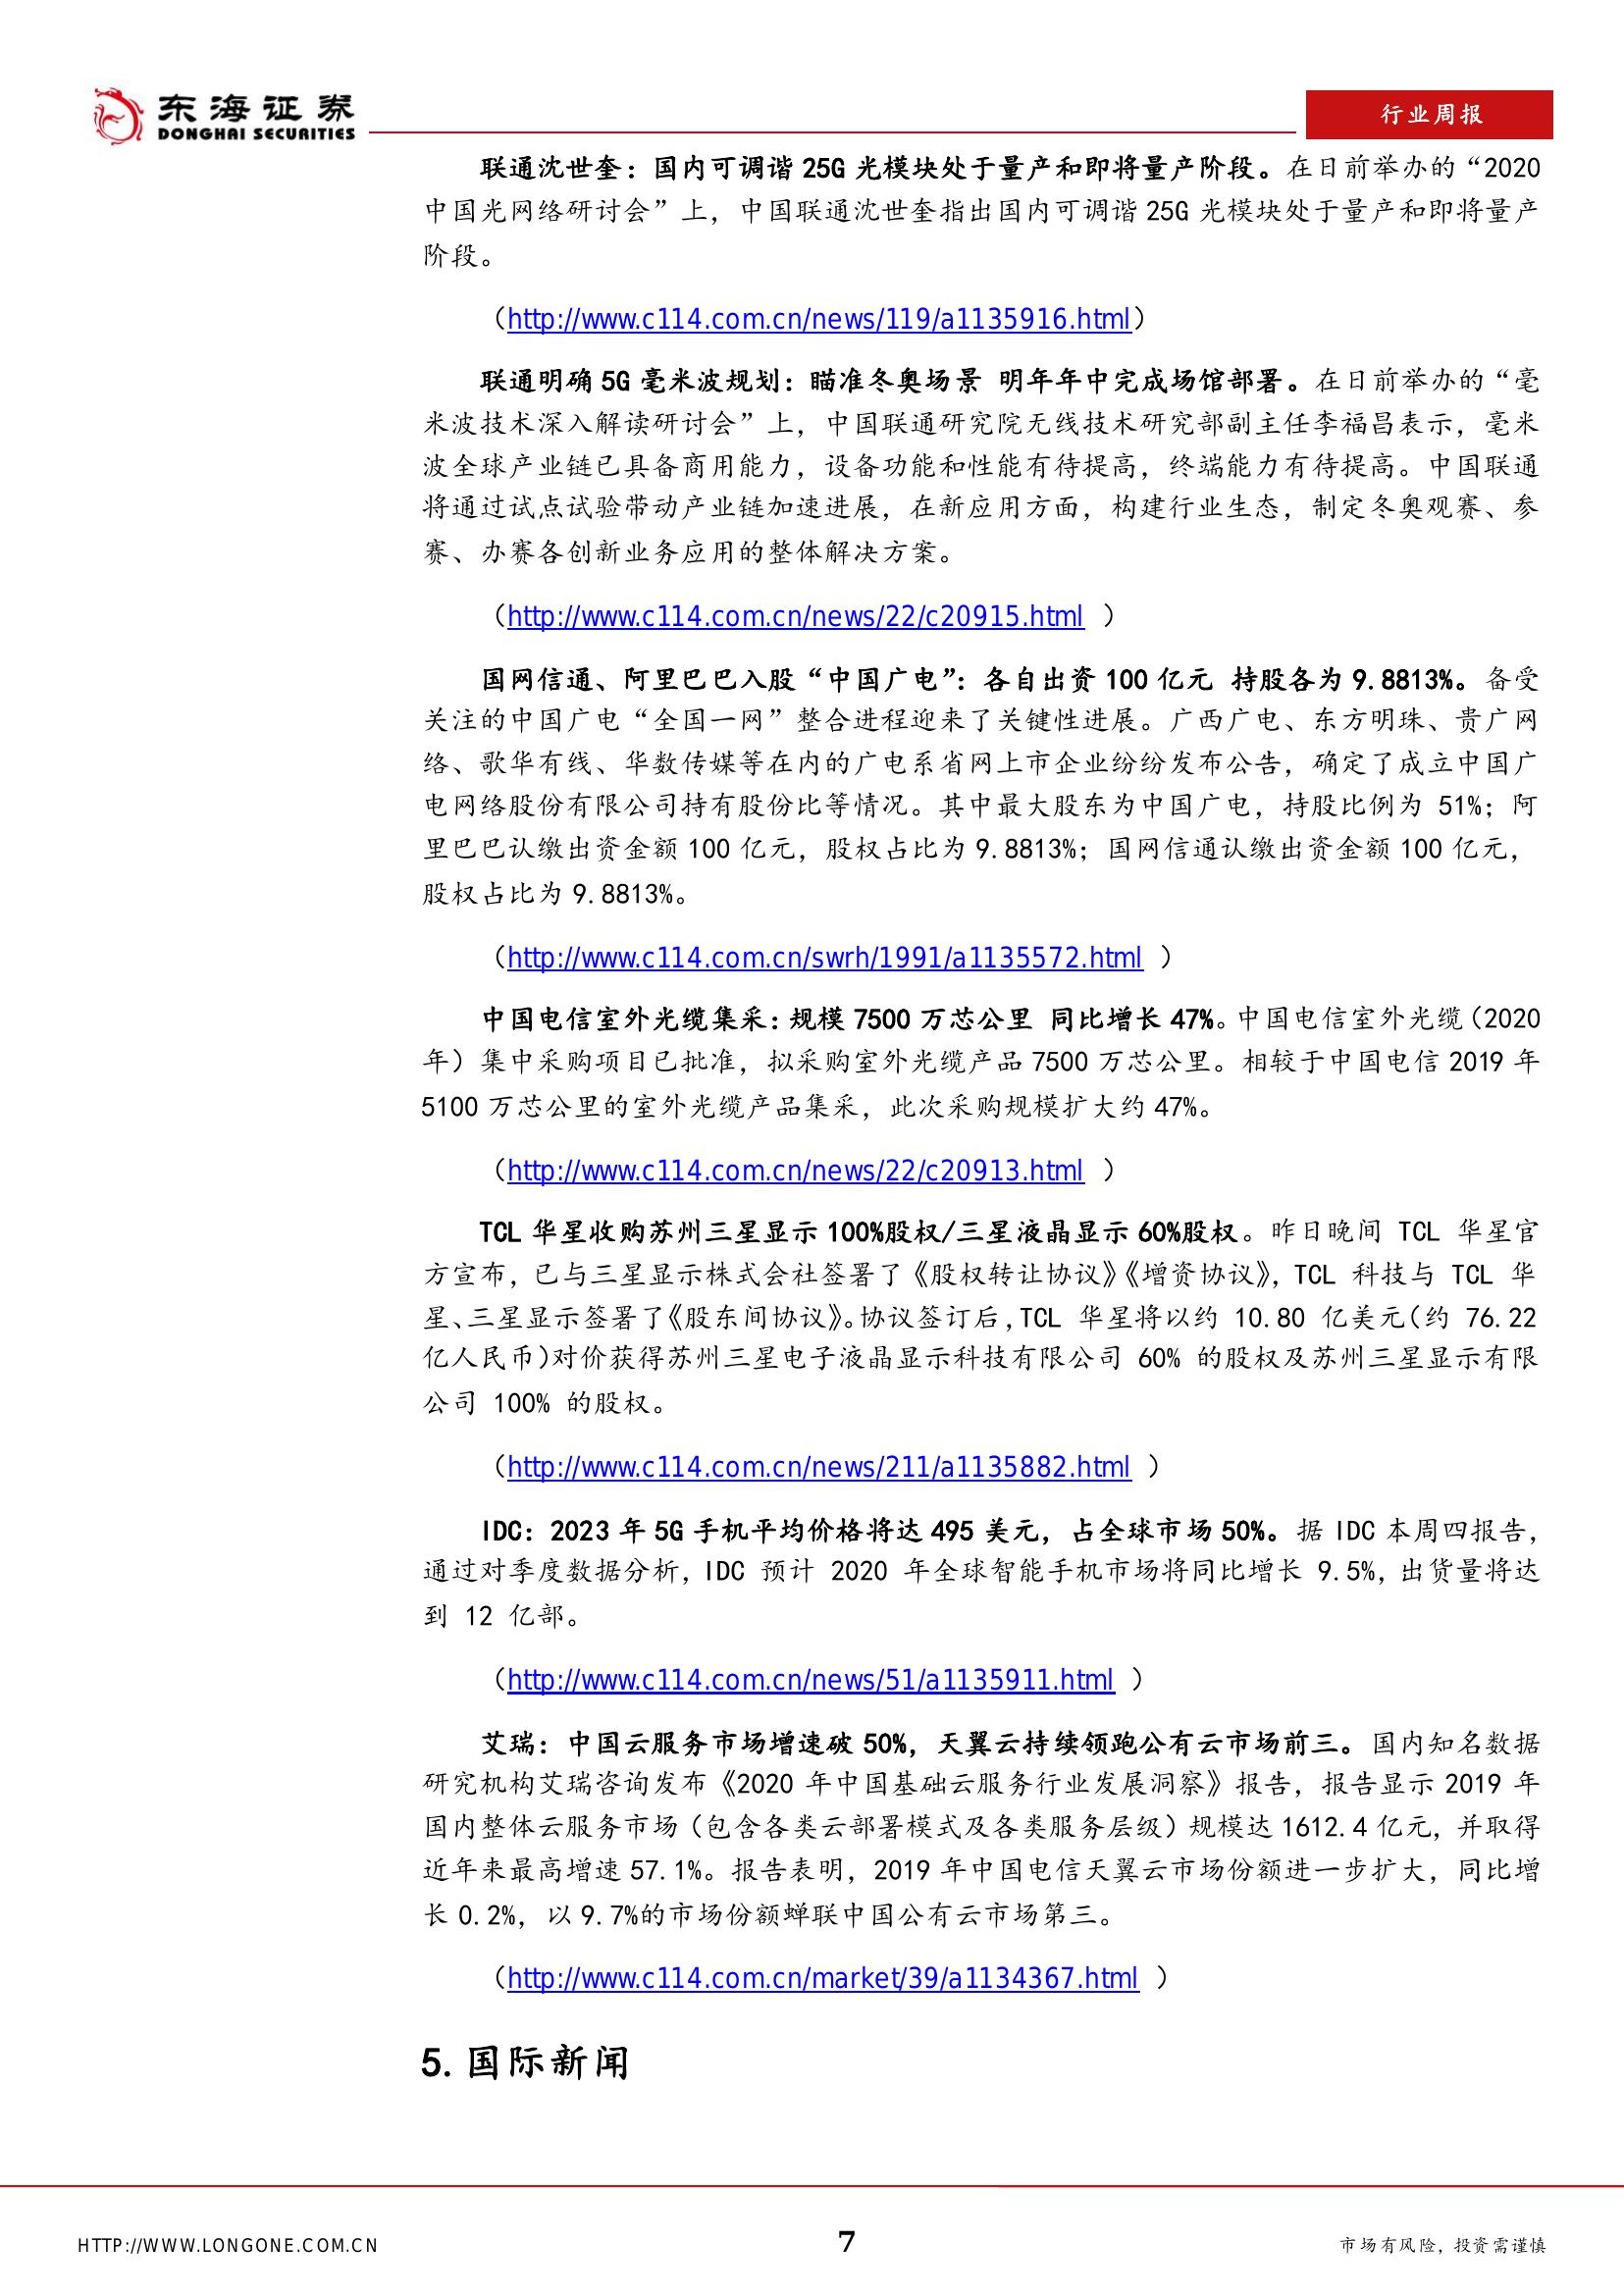 东海证券
DONGHAI SECURITIES
行业周报
联通沈世奎：国内可调谐 25G 光模块处于量产和即将量产阶段。在日前举办的“2020
中国光网络研讨会”上，中国联通沈世奎指出国内可调谐 25G 光模块处于量产和即将量产
阶段。
（http://www.c114.com.cn/news/119/a1135916.html）
联通明确 5G 毫米波规划：瞄准冬奥场景 明年年中完成场馆部署。在日前举办的“毫
米波技术深入解读研讨会”上，中国联通研究院无线技术研究部副主任李福昌表示，毫米
波全球产业链已具备商用能力，设备功能和性能有待提高，终端能力有待提高。中国联通
将通过试点试验带动产业链加速进展，在新应用方面，构建行业生态，制定冬奥观赛、参
赛、办赛各创新业务应用的整体解决方案。
（http://www.c114.com.cn/news/22/c20915.html ）
国网信通、阿里巴巴入股“中国广电”：各自出资 100 亿元 持股各为 9.8813%。备受
关注的中国广电“全国一网”整合进程迎来了关键性进展。广西广电、东方明珠、贵广网
络、歌华有线、华数传媒等在内的广电系省网上市企业纷纷发布公告，确定了成立中国广
电网络股份有限公司持有股份比等情况。其中最大股东为中国广电，持股比例为 51%；阿
里巴巴认缴出资金额 100 亿元，股权占比为 9.8813%；国网信通认缴出资金额 100 亿元，
股权占比为 9.8813%。
（http://www.c114.com.cn/swrh/1991/a1135572.html ）
中国电信室外光缆集采：规模 7500 万芯公里 同比增长 47%。中国电信室外光缆（2020
年）集中采购项目已批准，拟采购室外光缆产品 7500 万芯公里。相较于中国电信 2019 年
5100 万芯公里的室外光缆产品集采，此次采购规模扩大约 47%。
（http://www.c114.com.cn/news/22/c20913.html ）
TCL 华星收购苏州三星显示 100%股权/三星液晶显示 60%股权。昨日晚间 TCL 华星官
方宣布，已与三星显示株式会社签署了《股权转让协议》《增资协议》，TCL 科技与 TCL 华
星、三星显示签署了《股东间协议》。协议签订后，TCL 华星将以约 10.80 亿美元（约 76.22
亿人民币）对价获得苏州三星电子液晶显示科技有限公司 60% 的股权及苏州三星显示有限
公司 100% 的股权。
（http://www.c114.com.cn/news/211/a1135882.html ）
IDC：2023 年 5G 手机平均价格将达 495 美元，占全球市场 50%。据 IDC 本周四报告，
通过对季度数据分析，IDC 预计 2020 年全球智能手机市场将同比增长 9.5%，出货量将达
到 12 亿部。
（http://www.c114.com.cn/news/51/a1135911.html ）
艾瑞：中国云服务市场增速破 50%，天翼云持续领跑公有云市场前三。国内知名数据
研究机构艾瑞咨询发布《2020 年中国基础云服务行业发展洞察》报告，报告显示 2019 年
国内整体云服务市场（包含各类云部署模式及各类服务层级）规模达 1612.4 亿元，并取得
近年来最高增速 57.1%。报告表明，2019 年中国电信天翼云市场份额进一步扩大，同比增
长 0.2%，以 9.7%的市场份额蝉联中国公有云市场第三。
（http://www.c114.com.cn/market/39/a1134367.html ）
5. 国际新闻
HTTP://WWW.LONGONE.COM.CN
7
市场有风险，投资需谨慎